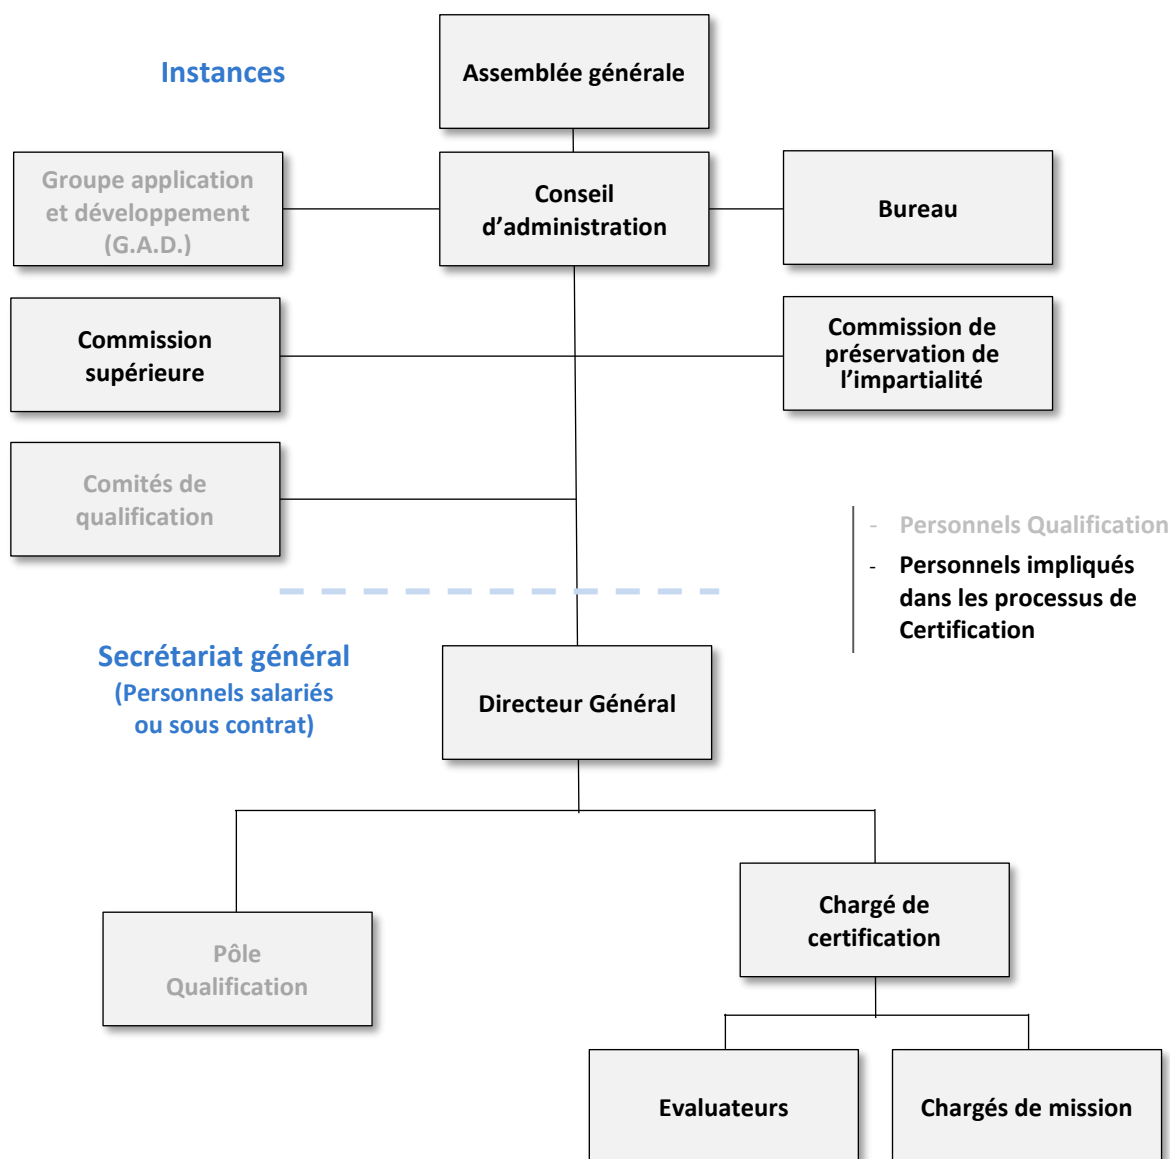 Instances
Assemblée générale
Groupe application
et développement
(G.A.D.)
Conseil
d'administration
Bureau
Commission
supérieure
Commission de
préservation de
l'impartialité
Comités de
qualification
- Personnels Qualification
- Personnels impliqués
dans les processus de
Certification
Secrétariat général
(Personnels salariés
ou sous contrat)
Directeur Général
Pôle
Qualification
Chargé de
certification
Evaluateurs
Chargés de mission